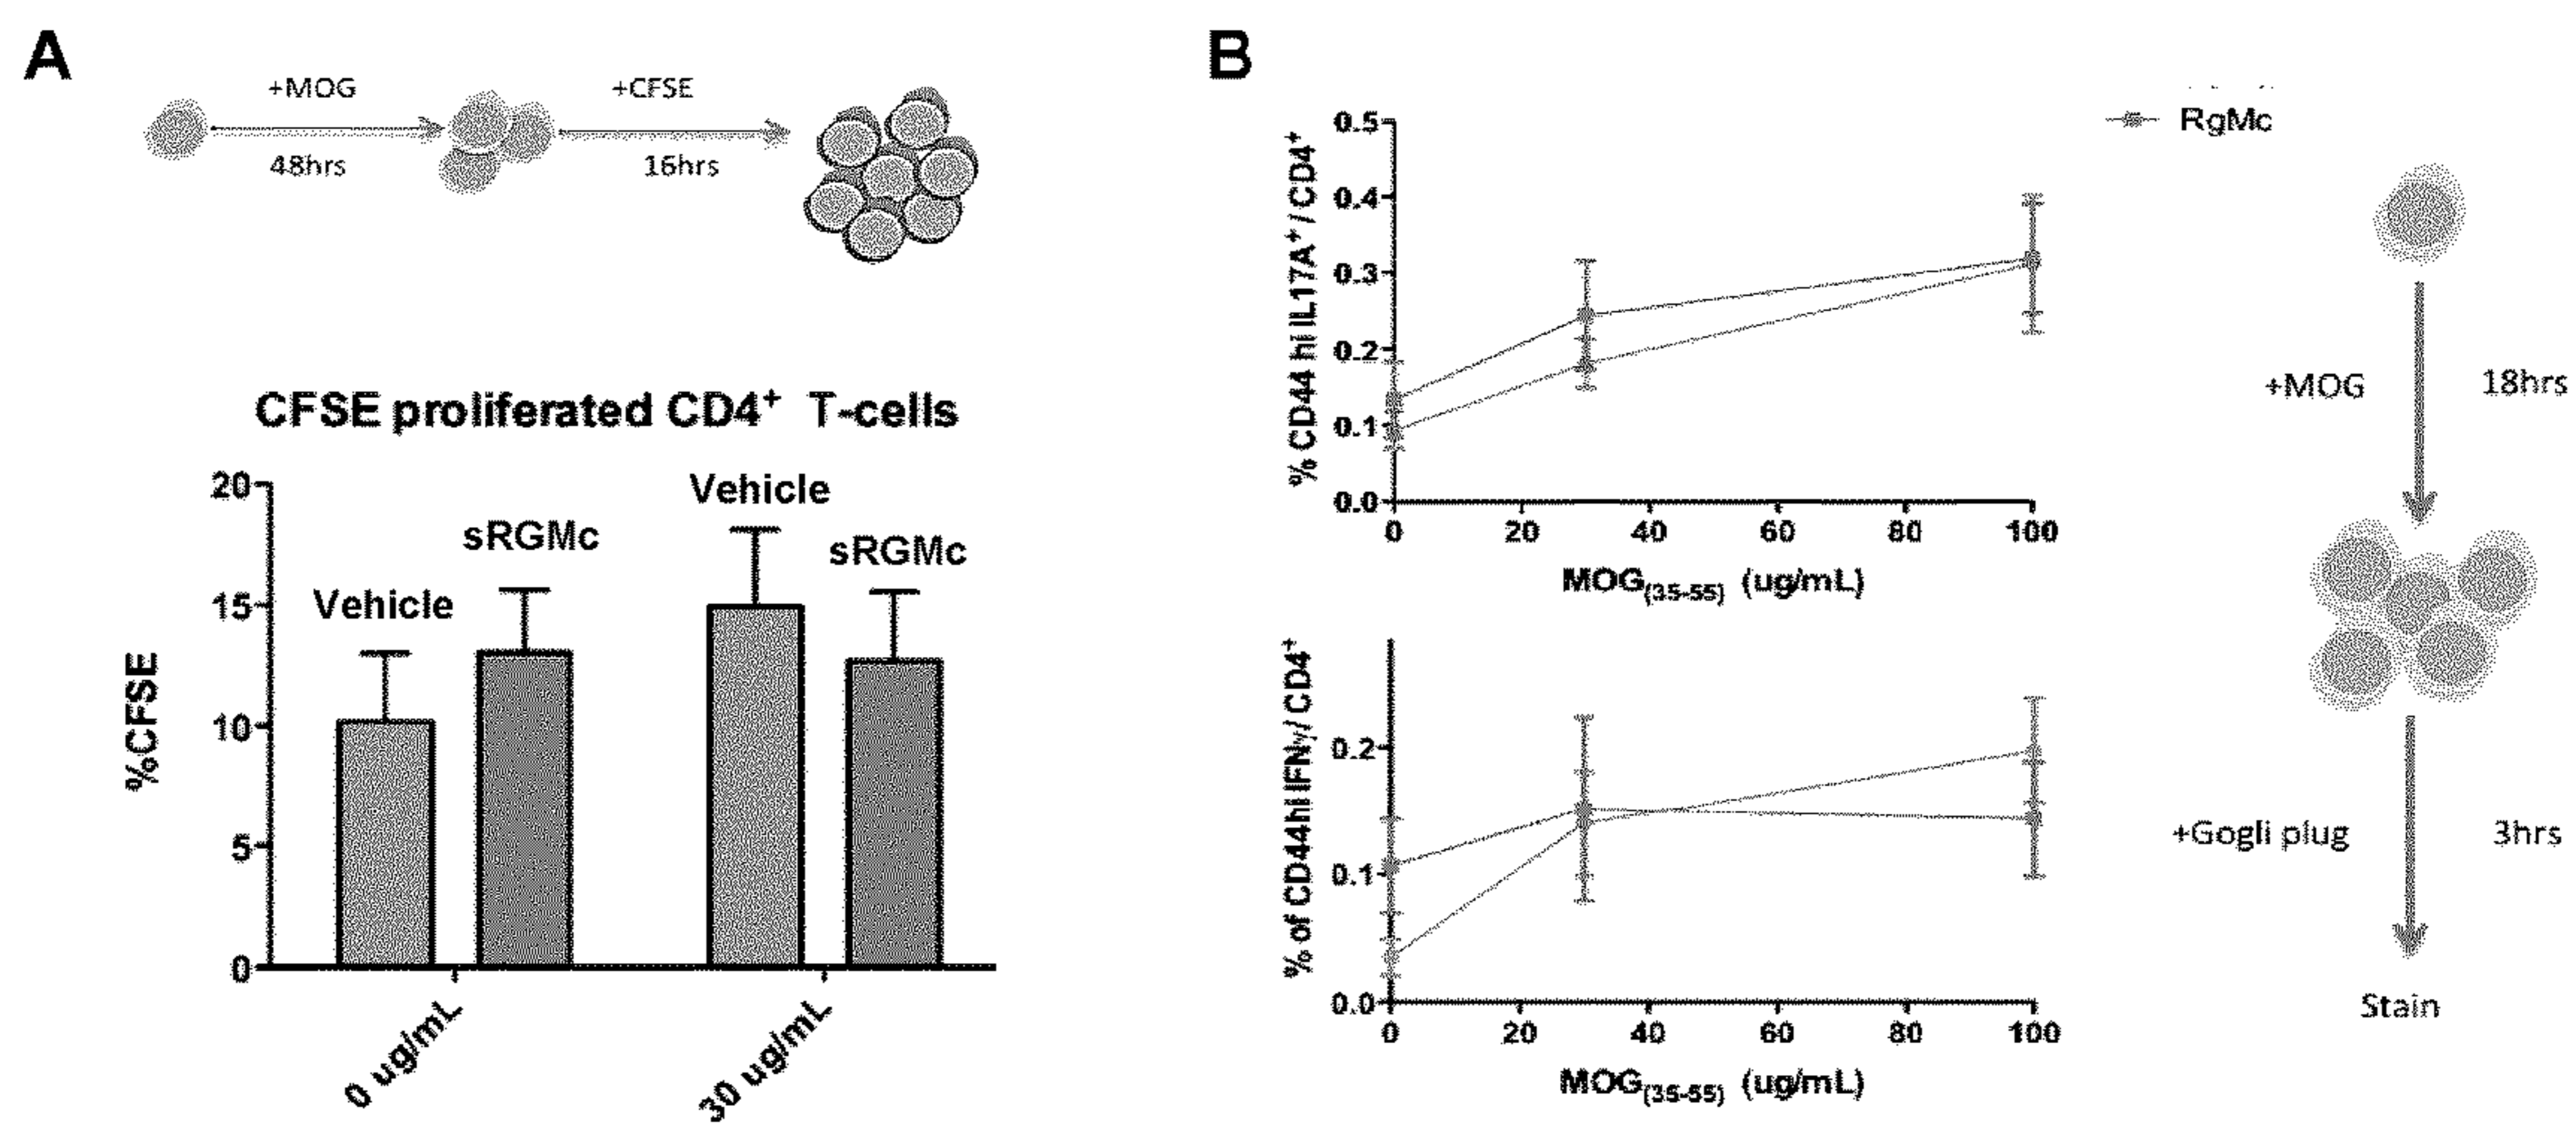 A
+MOG
48hrs
+CFSE
16hrs
CFSE proliferated CD4⁺ T-cells
%CFSE
20
15
10
5
0
Vehicle
sRGMc
Vehicle
sRGMc
0 ug/mL
30 ug/mL
B
RgMc
% CD44 hi IL17A⁺/ CD4⁺
0.5
0.4
0.3
0.2
0.1
0.0
0 20 40 60 80 100
MOG(35-55) (ug/mL)
% of CD44hi IFNγ/ CD4⁺
0.2
0.1
0.0
0 20 40 60 80 100
MOG(35-55) (ug/mL)
+MOG
18hrs
+Gogli plug
3hrs
Stain